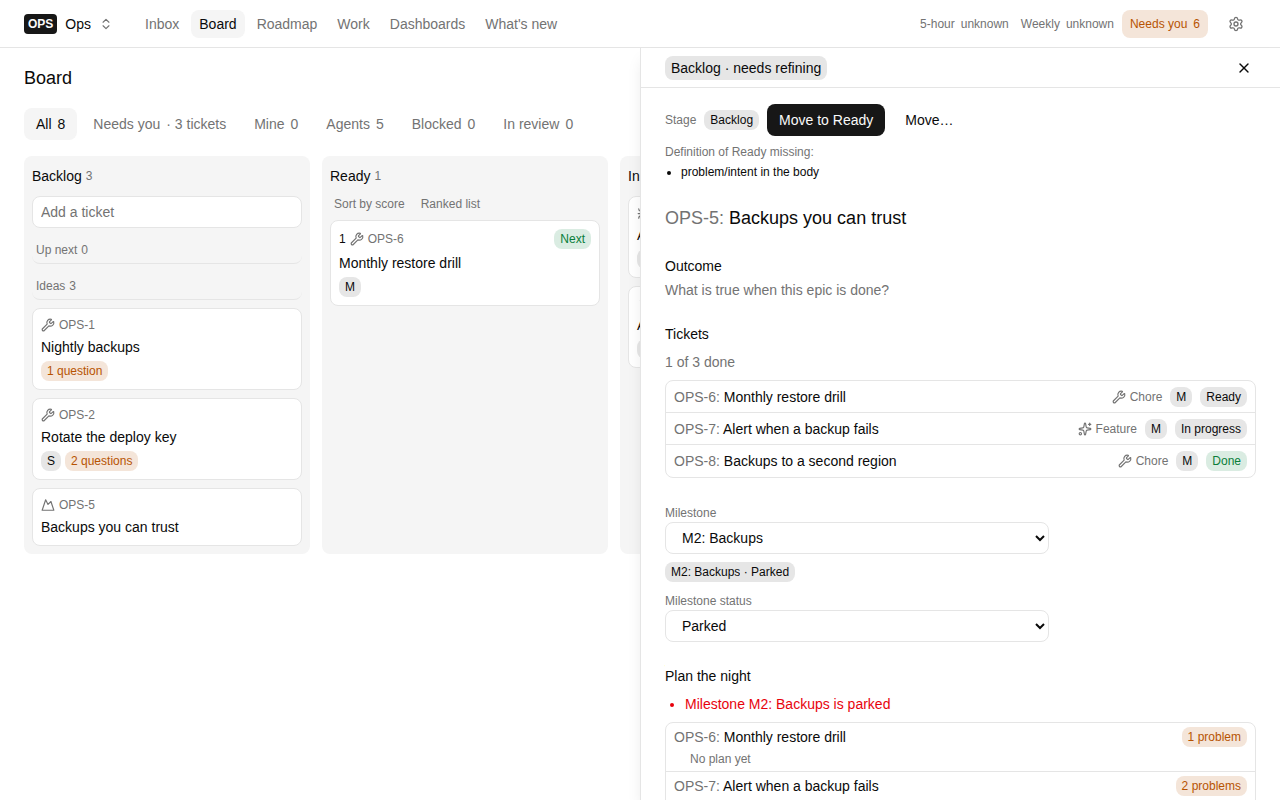 OPS Ops Inbox Board Roadmap Work Dashboards What's new 5-hour unknown Weekly unknown Needs you 6
Board
All 8 Needs you · 3 tickets Mine 0 Agents 5 Blocked 0 In review 0
Backlog 3
Add a ticket
Up next 0
Ideas 3
OPS-1
Nightly backups
1 question
OPS-2
Rotate the deploy key
S 2 questions
OPS-5
Backups you can trust
Ready 1
Sort by score Ranked list
1 OPS-6 Next
Monthly restore drill
M
In
Backlog · needs refining
Stage Backlog Move to Ready Move…
Definition of Ready missing:
• problem/intent in the body
OPS-5: Backups you can trust
Outcome
What is true when this epic is done?
Tickets
1 of 3 done
OPS-6: Monthly restore drill Chore M Ready
OPS-7: Alert when a backup fails Feature M In progress
OPS-8: Backups to a second region Chore M Done
Milestone
M2: Backups
M2: Backups · Parked
Milestone status
Parked
Plan the night
• Milestone M2: Backups is parked
OPS-6: Monthly restore drill 1 problem
No plan yet
OPS-7: Alert when a backup fails 2 problems